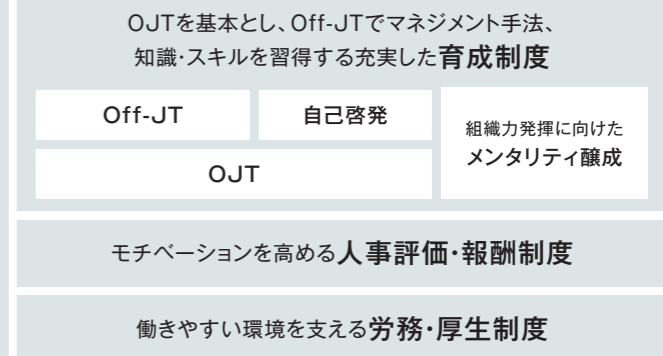 OJTを基本とし、Off-JTでマネジメント手法、
知識・スキルを習得する充実した育成制度
Off-JT
自己啓発
OJT
組織力発揮に向けた
メンタリティ醸成
モチベーションを高める人事評価・報酬制度
働きやすい環境を支える労務・厚生制度